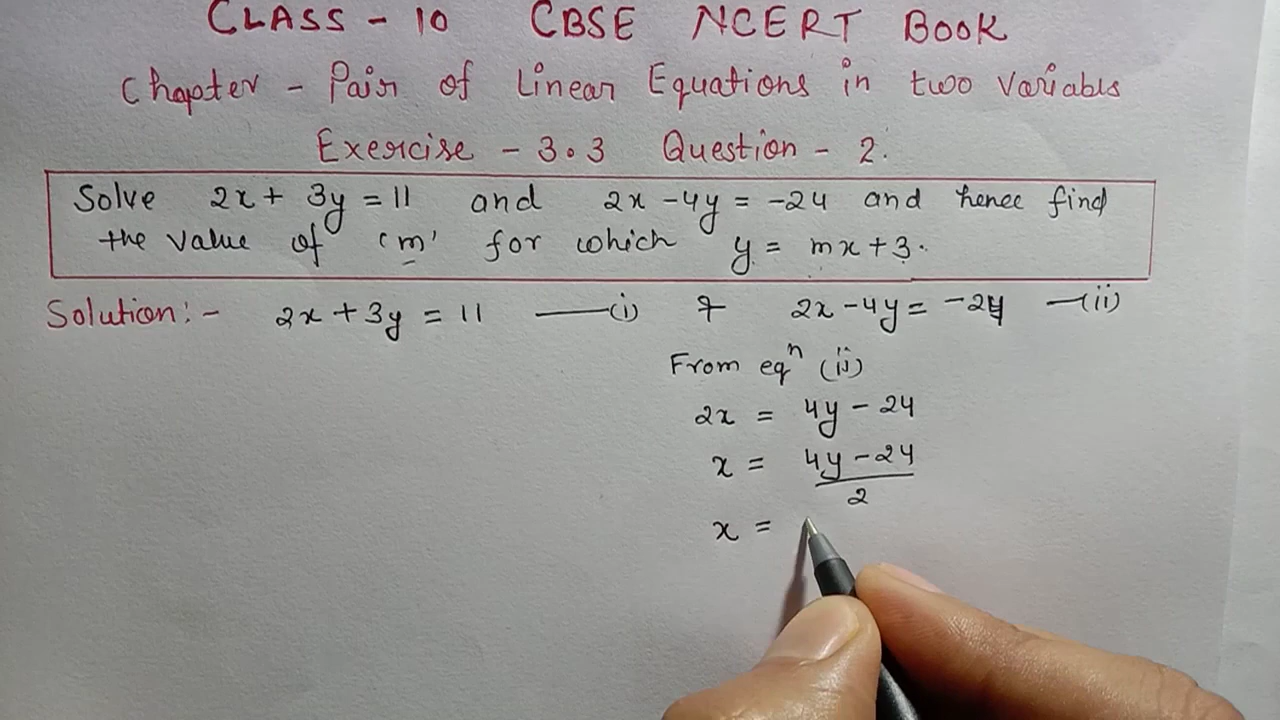 CLASS - 10 CBSE NCERT BOOK
Chapter - Pair of Linear Equations in two Variables
Exercise - 3.3 Question - 2.
Solve 2x + 3y = 11 and 2x - 4y = -24 and hence find
the value of 'm' for which y = mx + 3.
Solution:- 2x + 3y = 11 —(i) & 2x - 4y = -24 —(ii)
From eqⁿ (ii)
2x = 4y - 24
x = 4y - 24
2
x =